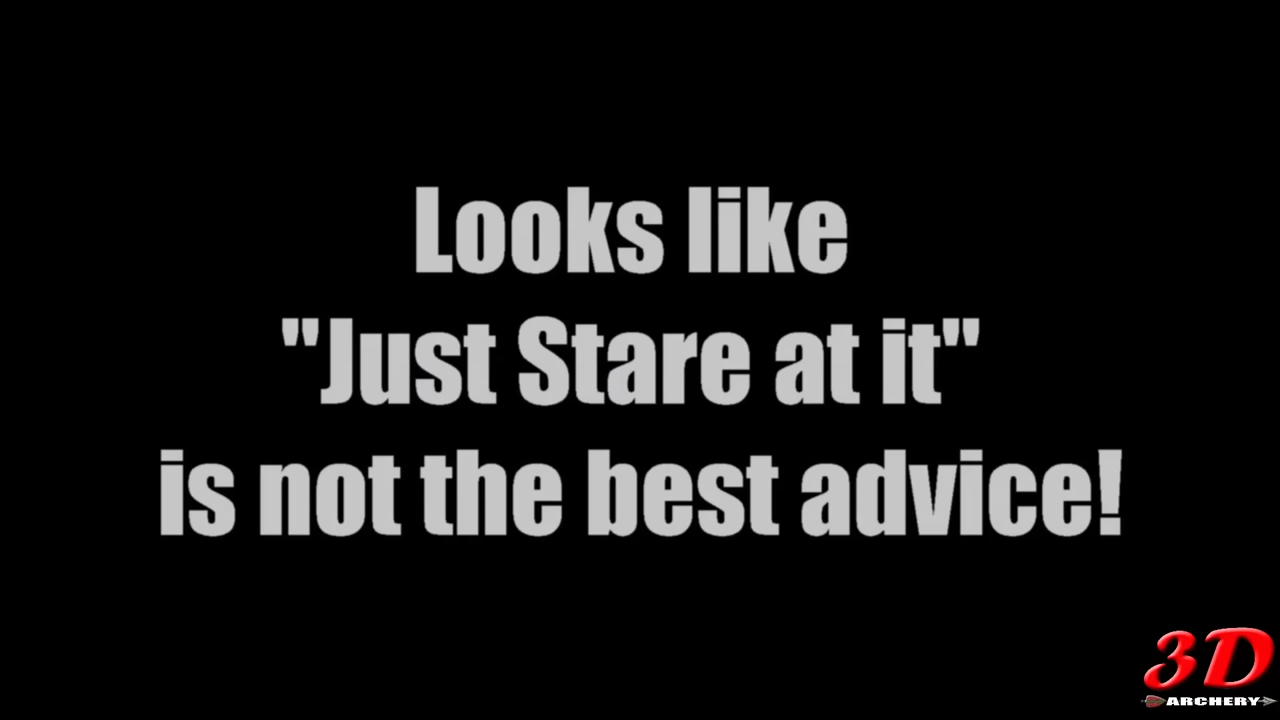 Looks like
"Just Stare at it"
is not the best advice!
3D
ARCHERY